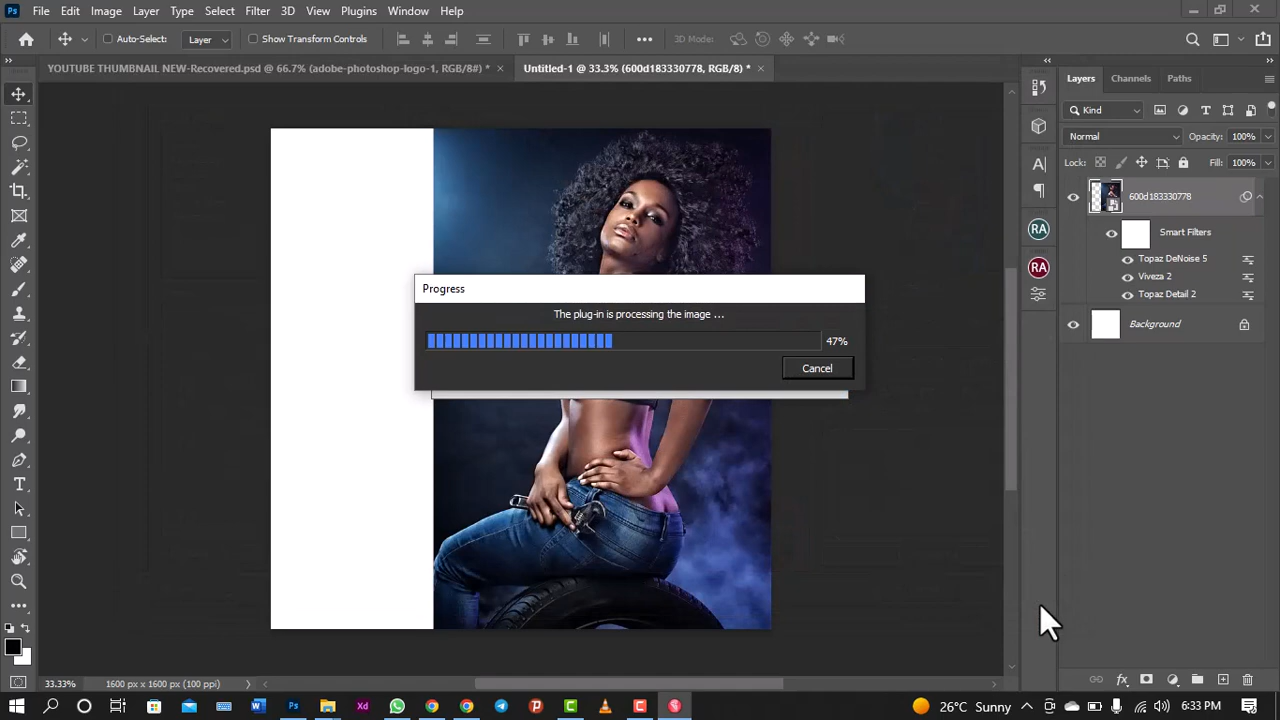 Ps File Edit Image Layer Type Select Filter 3D View Plugins Window Help
Auto-Select: Layer Show Transform Controls ••• 3D Mode:
YOUTUBE THUMBNAIL NEW-Recovered.psd @ 66.7% (adobe-photoshop-logo-1, RGB/8#) * × Untitled-1 @ 33.3% (600d183330778, RGB/8) * ×
Layers Channels Paths
Kind
Normal Opacity: 100%
Lock: Fill: 100%
600d183330778
RA Smart Filters
Topaz DeNoise 5
RA Viveza 2
Topaz Detail 2
Background
Progress
The plug-in is processing the image ...
47%
Cancel
33.33% 1600 px x 1600 px (100 ppi)
26°C Sunny 6:33 PM